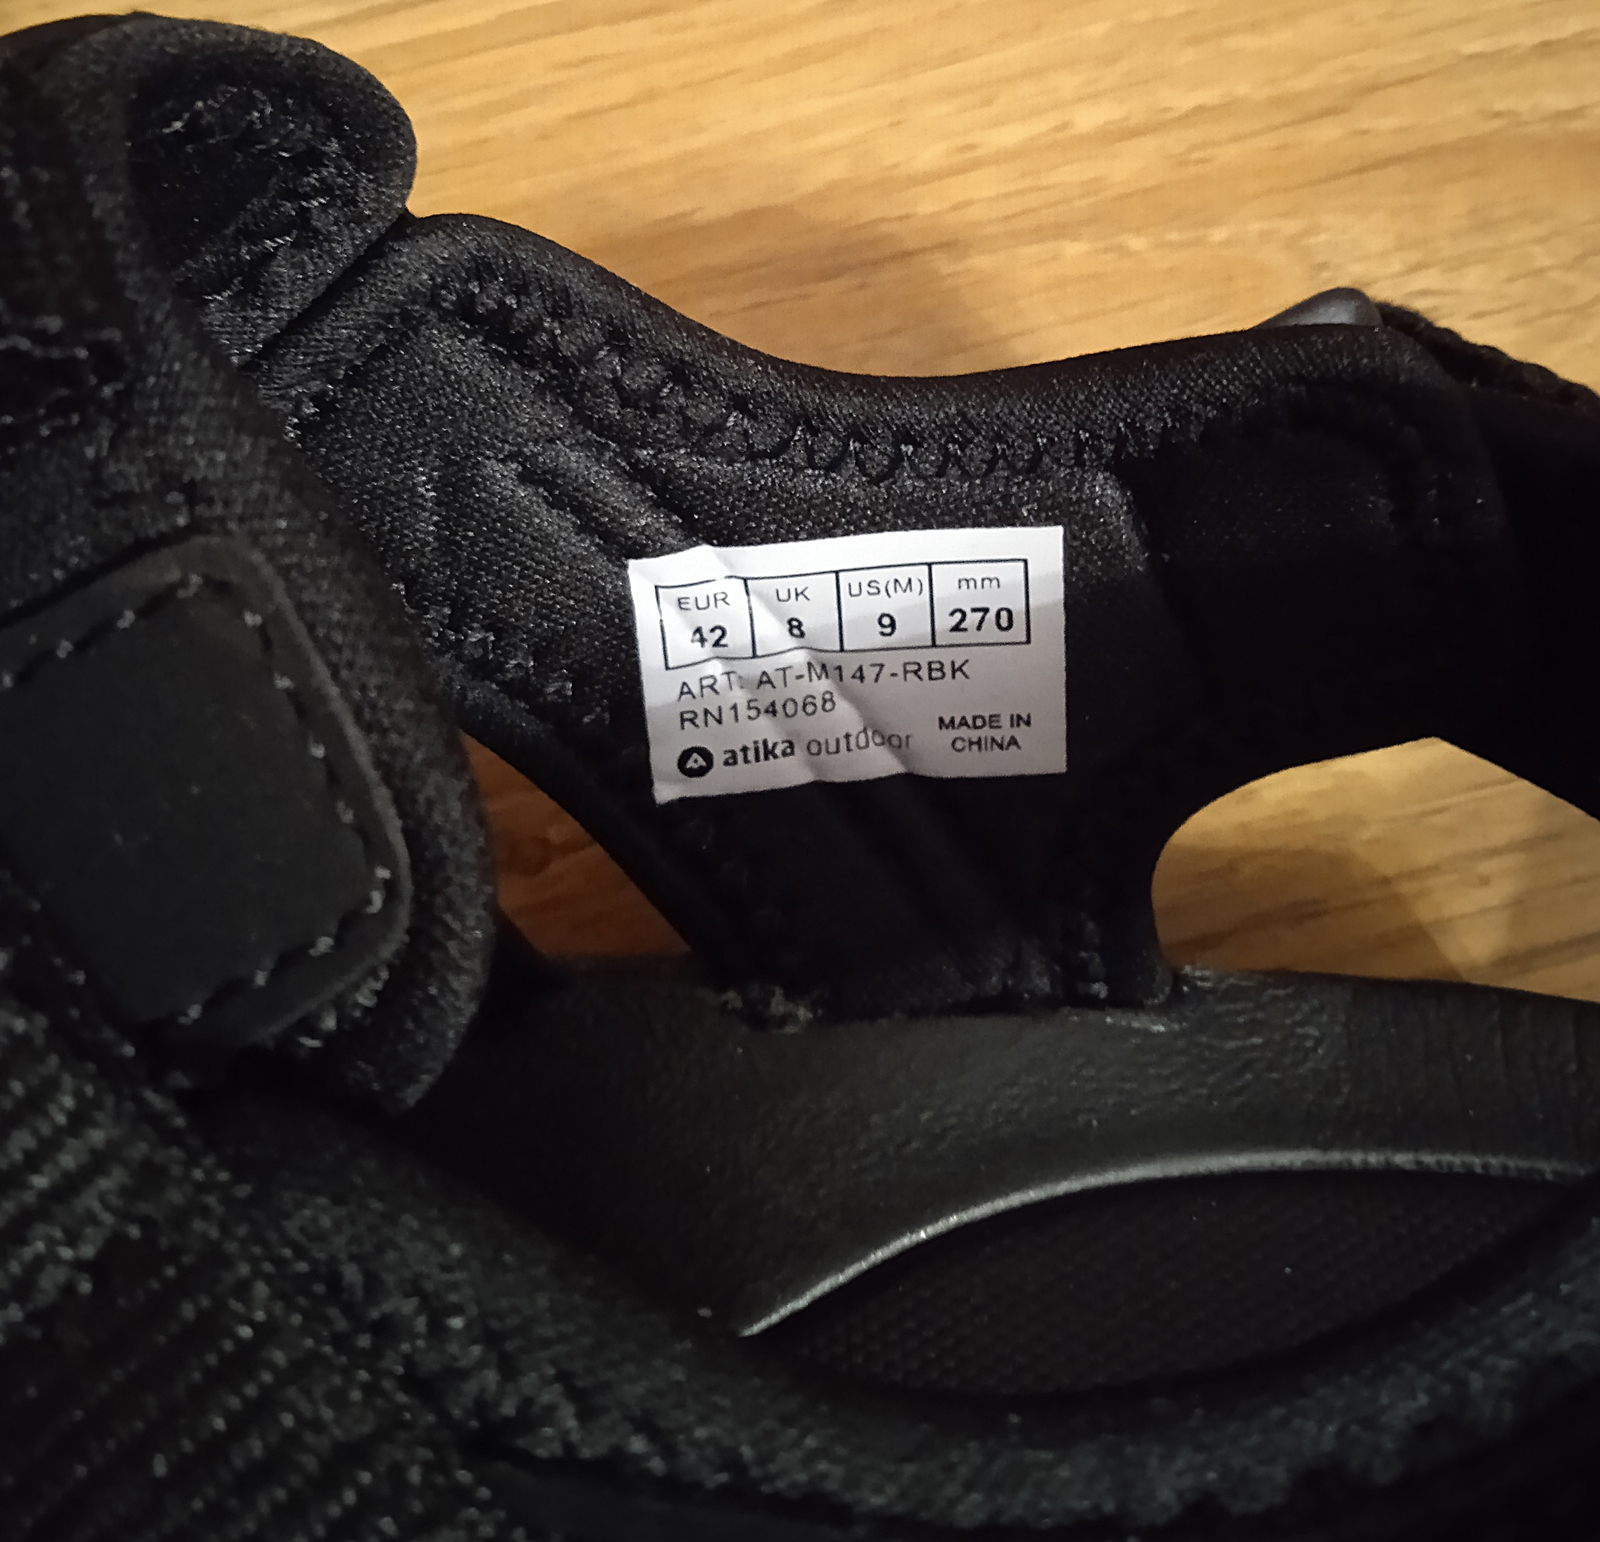 EUR UK US(M) mm
42 8 9 270
ART: AT-M147-RBK
RN154068
atika outdoor MADE IN CHINA